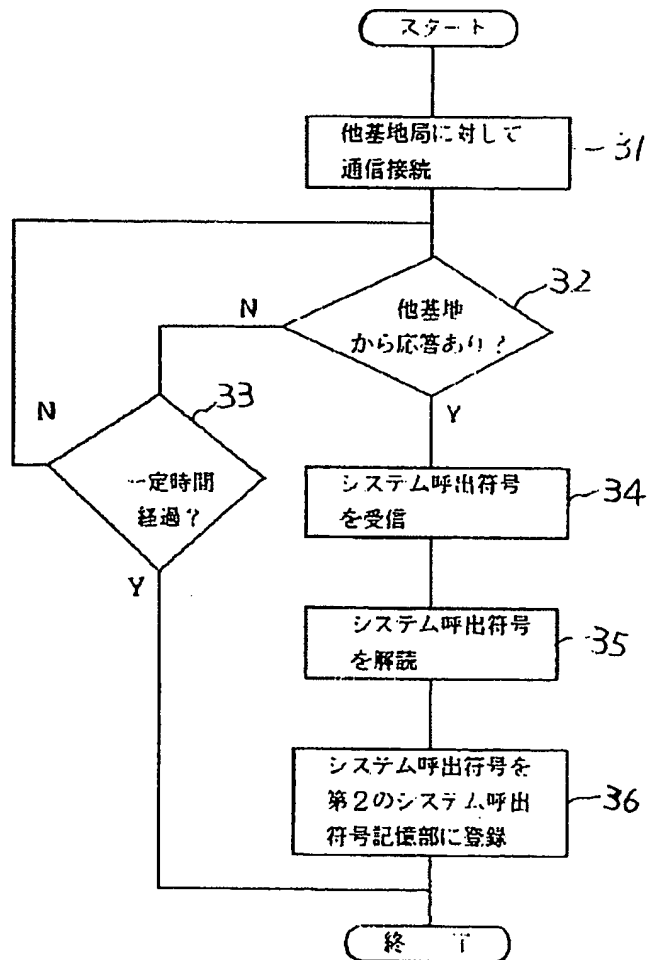 スタート
他基地局に対して
通信接続
31
他基地
から応答あり?
32
N
Y
一定時間
経過?
33
N
Y
システム呼出符号
を受信
34
システム呼出符号
を解読
35
システム呼出符号を
第2のシステム呼出
符号記憶部に登録
36
終 了